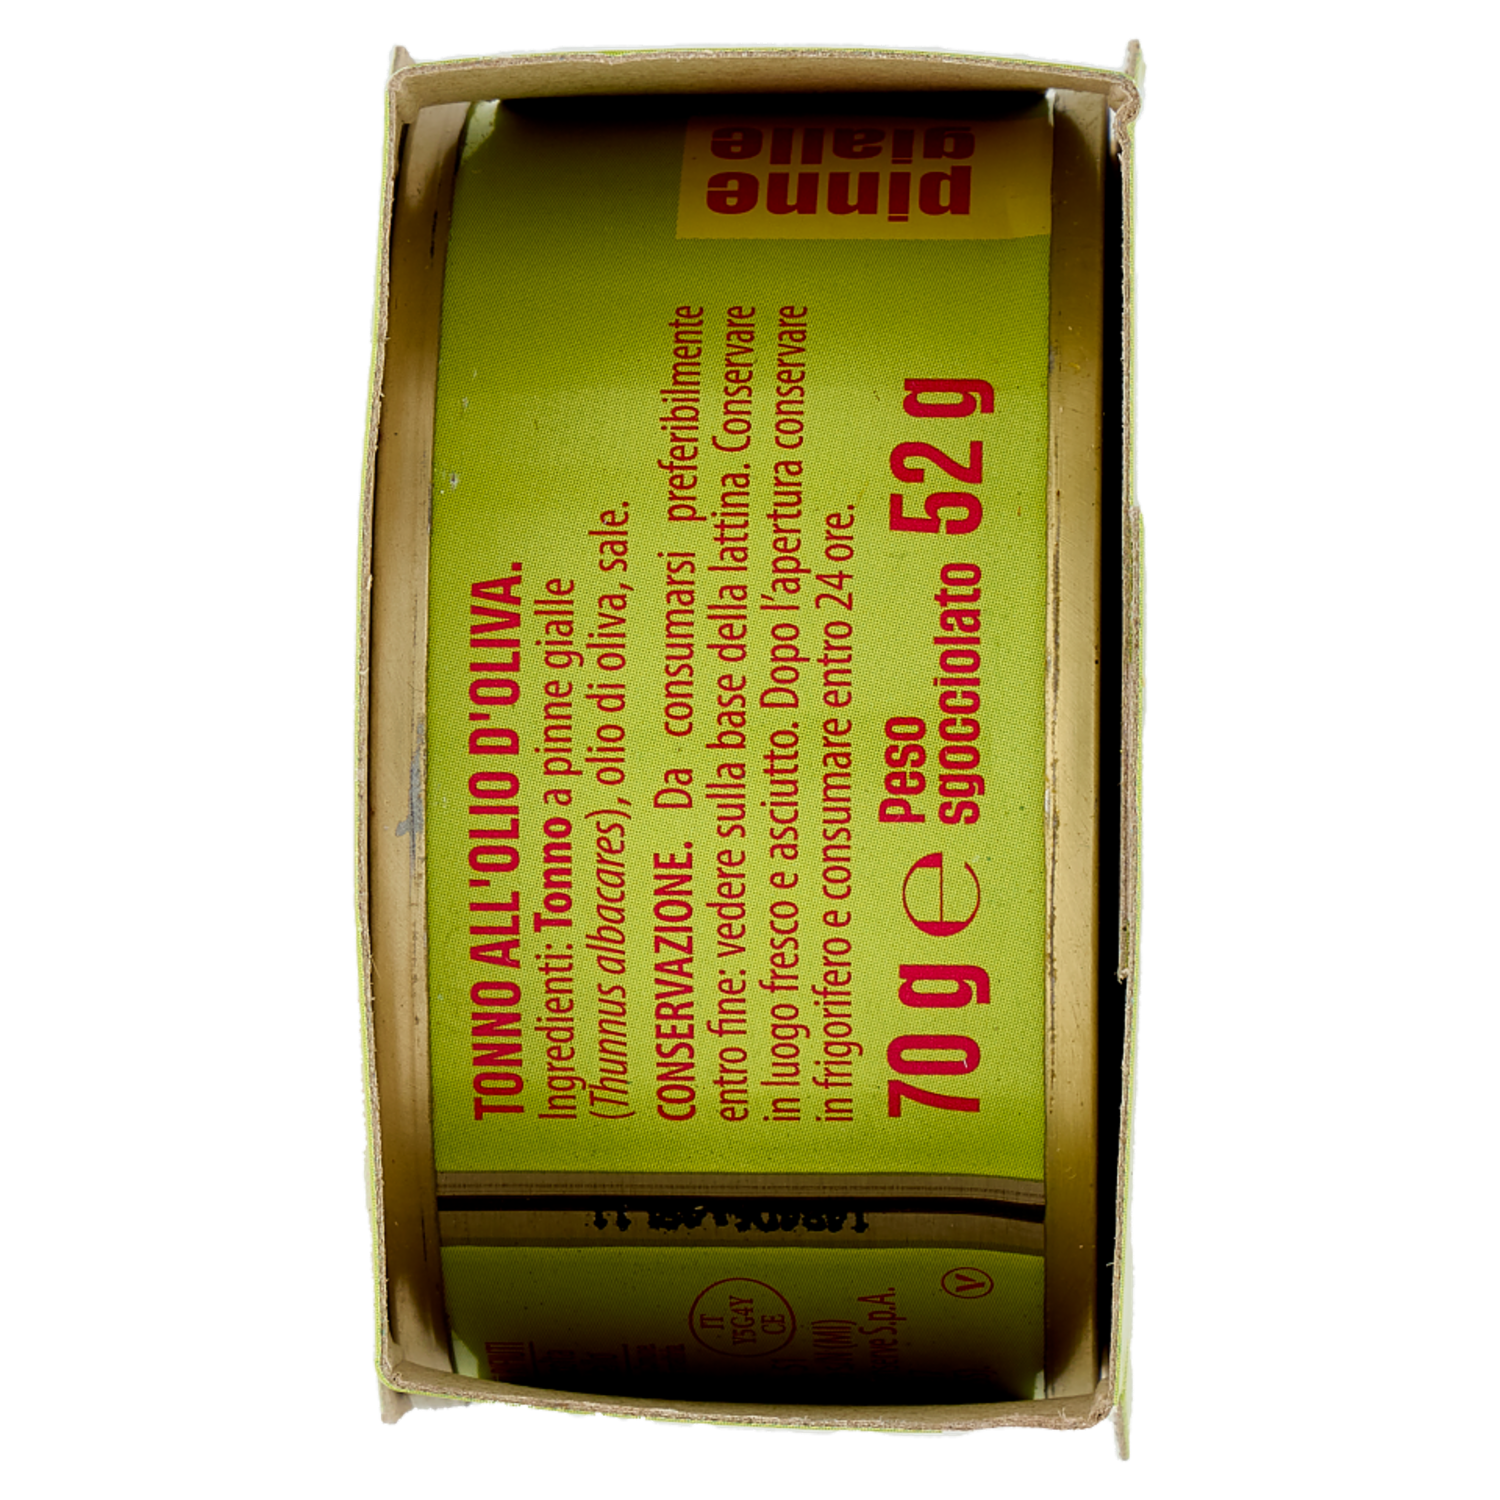 pinne
gialle
TONNO ALL'OLIO D'OLIVA.
Ingredienti: Tonno a pinne gialle
(Thunnus albacares), olio di oliva, sale.
CONSERVAZIONE. Da consumarsi preferibilmente
entro fine: vedere sulla base della lattina. Conservare
in luogo fresco e asciutto. Dopo l'apertura conservare
in frigorifero e consumare entro 24 ore.
70 g e Peso
sgocciolato 52 g
IT
Y5G4Y
CE
(MI)
S.p.A.
V